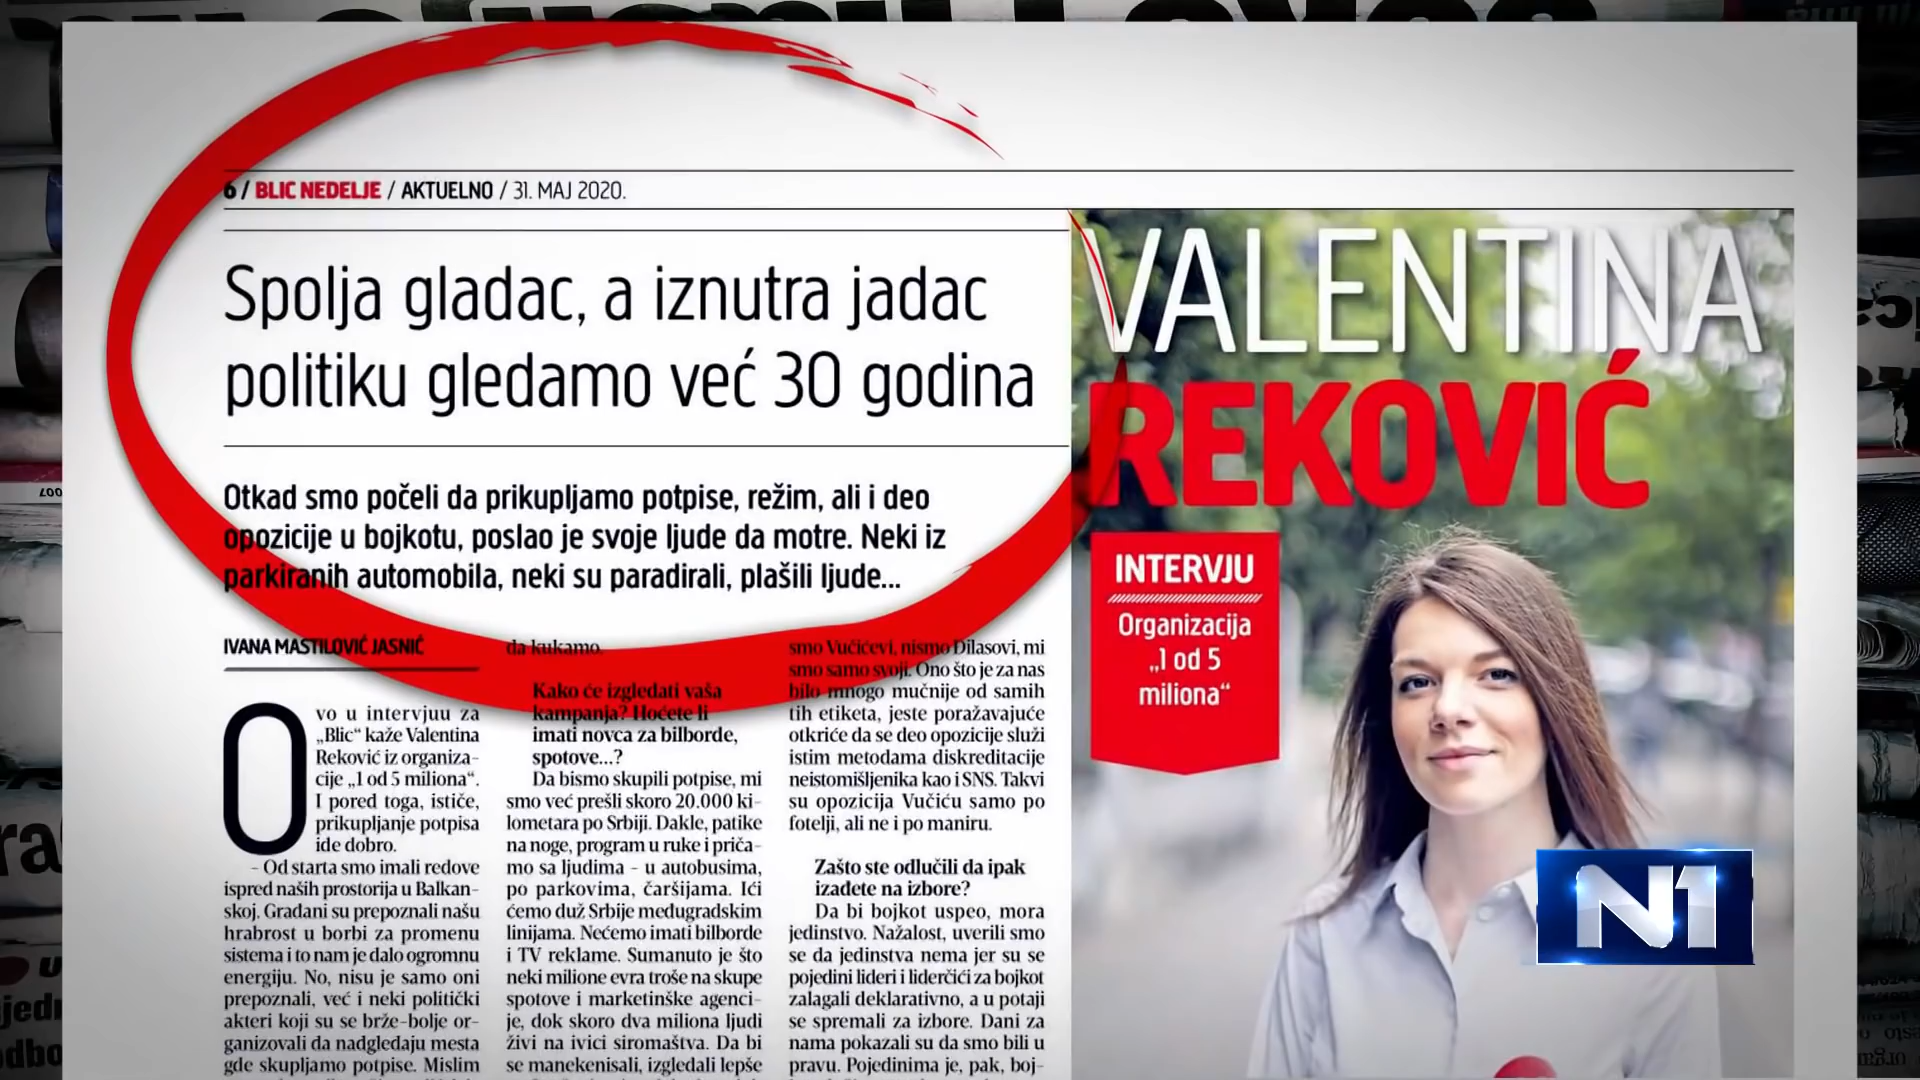 6 / BLIC NEDELJE / AKTUELNO / 31. MAJ 2020.
Spolja gladac, a iznutra jadac
politiku gledamo već 30 godina
Otkad smo počeli da prikupljamo potpise, režim, ali i deo
opozicije u bojkotu, poslao je svoje ljude da motre. Neki iz
parkiranih automobila, neki su paradirali, plašili ljude...
IVANA MASTILOVIĆ JASNIĆ
Ovo u intervjuu za
„Blic“ kaže Valentina
Reković iz organiza-
cije „1 od 5 miliona“.
I pored toga, ističe,
prikupljanje potpisa
ide dobro.
– Od starta smo imali redove
ispred naših prostorija u Balkan-
skoj. Građani su prepoznali našu
hrabrost u borbi za promenu
sistema i to nam je dalo ogromnu
energiju. No, nisu je samo oni
prepoznali, već i neki politički
akteri koji su se brže-bolje or-
ganizovali da nadgledaju mesta
gde skupljamo potpise. Mislim
da kukamo.
Kako će izgledati vaša
kampanja? Hoćete li
imati novca za bilborde,
spotove...?
Da bismo skupili potpise, mi
smo već prešli skoro 20.000 ki-
lometara po Srbiji. Dakle, patike
na noge, program u ruke i priča-
mo sa ljudima – u autobusima,
po parkovima, čaršijama. Ići
ćemo duž Srbije međugradskim
linijama. Nećemo imati bilborde
i TV reklame. Sumanuto je što
neki milione evra troše na skupe
spotove i marketinške agenci-
je, dok skoro dva miliona ljudi
živi na ivici siromaštva. Da bi
se manekenisali, izgledali lepše
smo Vučićevi, nismo Đilasovi, mi
smo samo svoji. Ono što je za nas
bilo mnogo mučnije od samih
tih etiketa, jeste poražavajuće
otkriće da se deo opozicije služi
istim metodama diskreditacije
neistomišljenika kao i SNS. Takvi
su opozicija Vučiću samo po
fotelji, ali ne i po maniru.
Zašto ste odlučili da ipak
izađete na izbore?
Da bi bojkot uspeo, mora
jedinstvo. Nažalost, uverili smo
se da jedinstva nema jer su se
pojedini lideri i liderčići za bojkot
zalagali deklarativno, a u potaji
se spremali za izbore. Dani za
nama pokazali su da smo bili u
pravu. Pojedinima je, pak, boj-
VALENTINA
REKOVIĆ
INTERVJU
Organizacija
„1 od 5
miliona“
N1